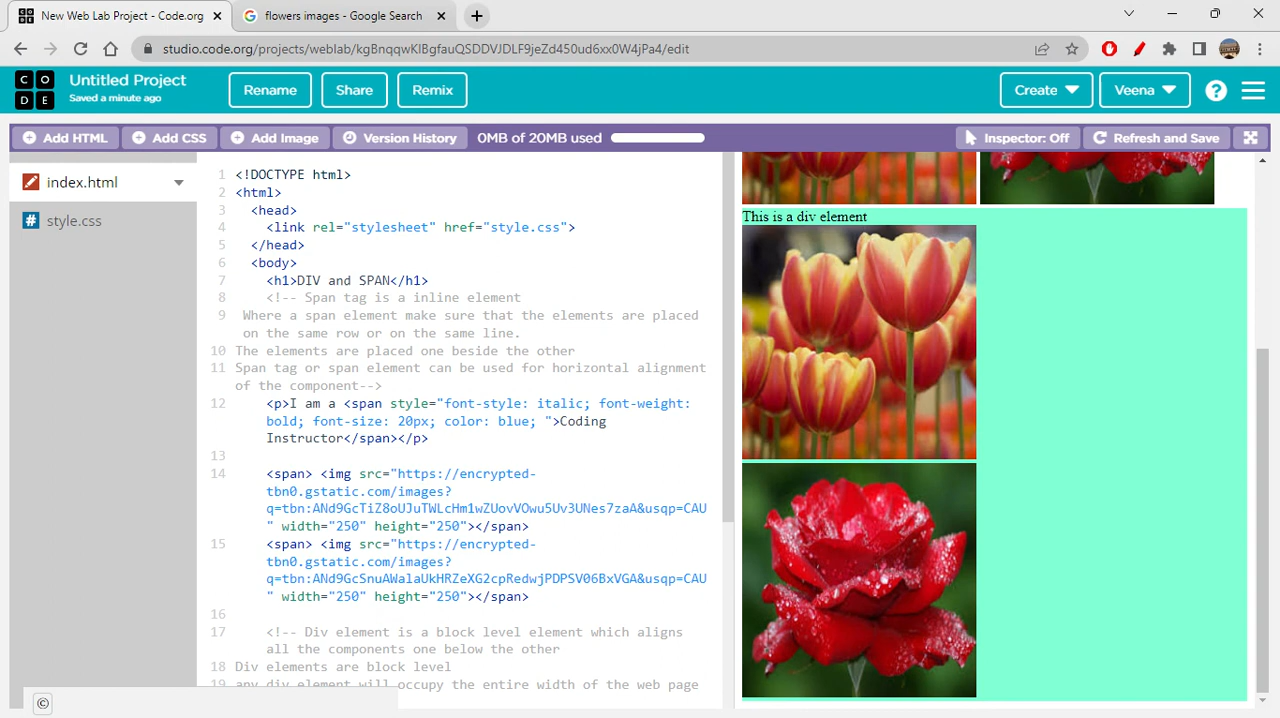 New Web Lab Project - Code.org
flowers images - Google Search
studio.code.org/projects/weblab/kgBnqqwKIBgfauQSDDVJDLF9jeZd450ud6xx0W4jPa4/edit
CO
DE
Untitled Project
Saved a minute ago
Rename
Share
Remix
Create
Veena
?
Add HTML
Add CSS
Add Image
Version History
0MB of 20MB used
Inspector: Off
Refresh and Save
index.html
# style.css
1 <!DOCTYPE html>
2 <html>
3 <head>
4 <link rel="stylesheet" href="style.css">
5 </head>
6 <body>
7 <h1>DIV and SPAN</h1>
8 <!-- Span tag is a inline element
9 Where a span element make sure that the elements are placed
on the same row or on the same line.
10 The elements are placed one beside the other
11 Span tag or span element can be used for horizontal alignment
of the component-->
12 <p>I am a <span style="font-style: italic; font-weight:
bold; font-size: 20px; color: blue; ">Coding
Instructor</span></p>
13
14 <span> <img src="https://encrypted-
tbn0.gstatic.com/images?
q=tbn:ANd9GcTiZ8oUJuTWLcHm1wZUovVOwu5Uv3UNes7zaA&usqp=CAU
" width="250" height="250"></span>
15 <span> <img src="https://encrypted-
tbn0.gstatic.com/images?
q=tbn:ANd9GcSnuAWalaUkHRZeXG2cpRedwjPDPSV06BxVGA&usqp=CAU
" width="250" height="250"></span>
16
17 <!-- Div element is a block level element which aligns
all the components one below the other
18 Div elements are block level
19 any div element will occupy the entire width of the web page
This is a div element
©